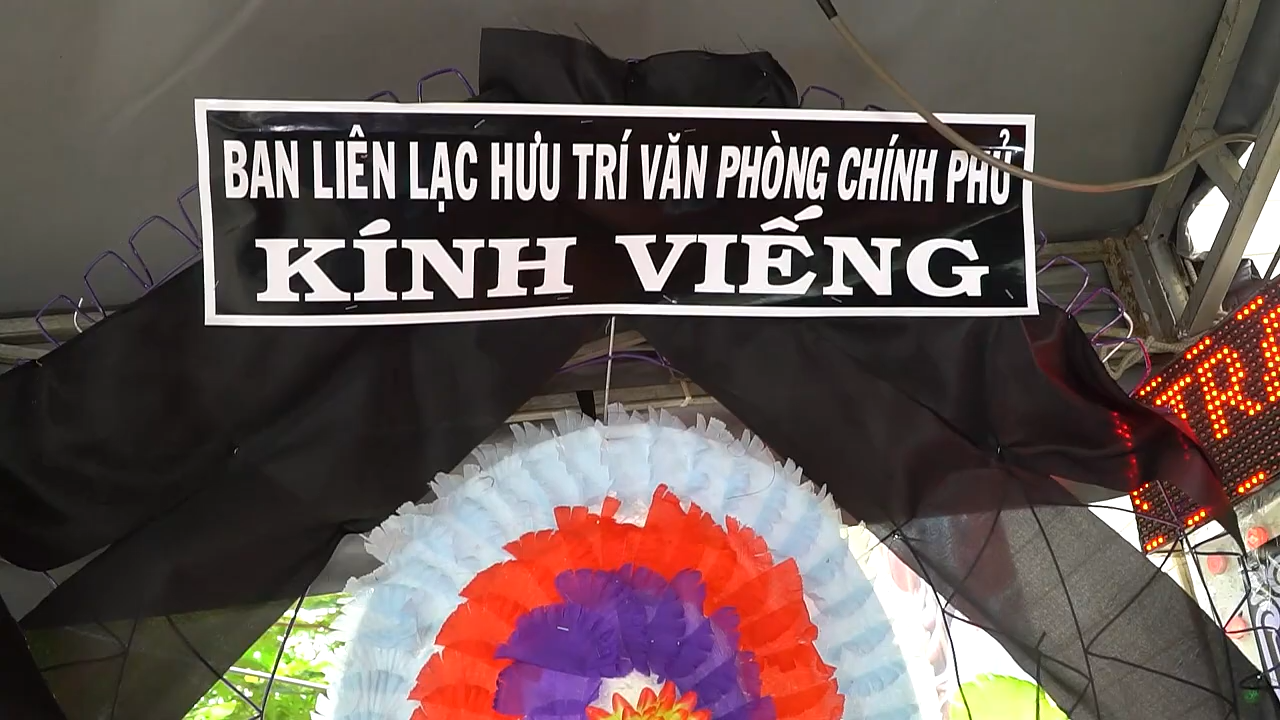 BAN LIÊN LẠC HƯU TRÍ VĂN PHÒNG CHÍNH PHỦ
KÍNH VIẾNG